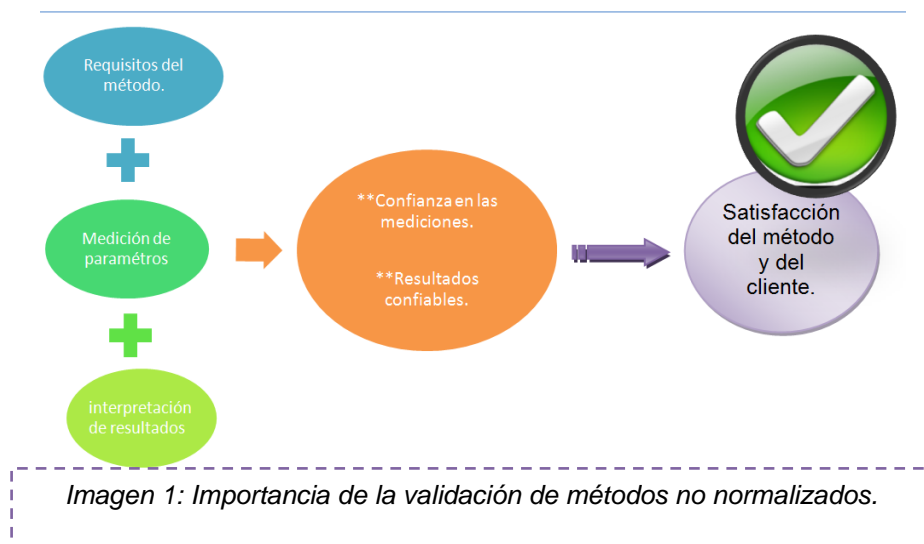 Requisitos del
método.
Medición de
paramétros
interpretación
de resultados
**Confianza en las
mediciones.
**Resultados
confiables.
Satisfacción
del método
y del
cliente.
Imagen 1: Importancia de la validación de métodos no normalizados.